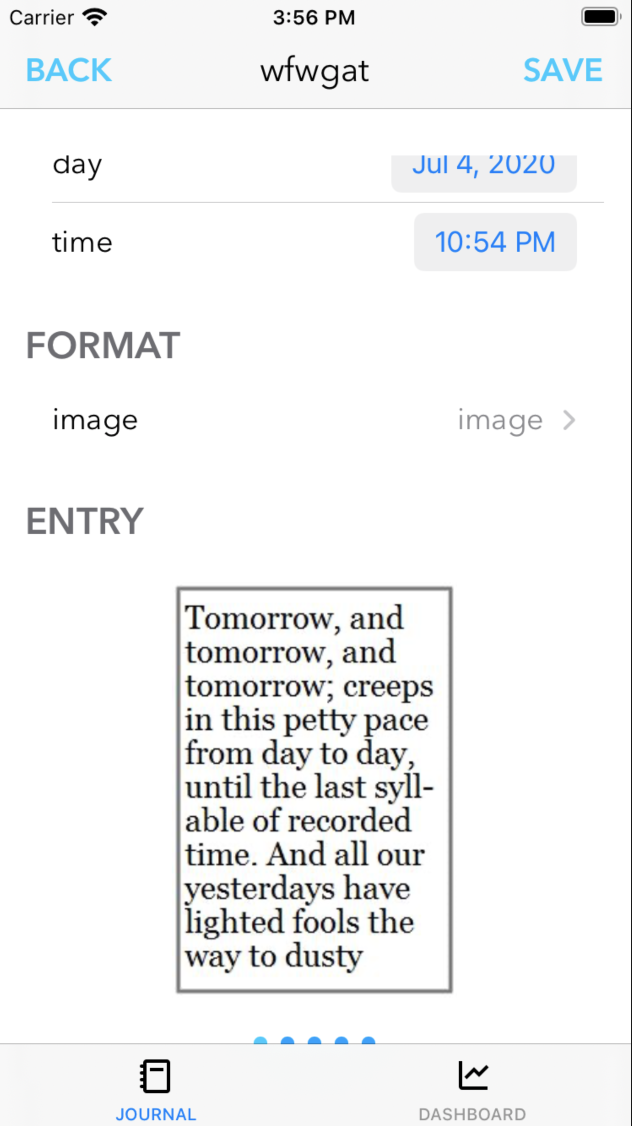 Carrier 3:56 PM
BACK wfwgat SAVE
day Jul 4, 2020
time 10:54 PM
FORMAT
image image
ENTRY
Tomorrow, and
tomorrow, and
tomorrow; creeps
in this petty pace
from day to day,
until the last syll-
able of recorded
time. And all our
yesterdays have
lighted fools the
way to dusty
JOURNAL DASHBOARD